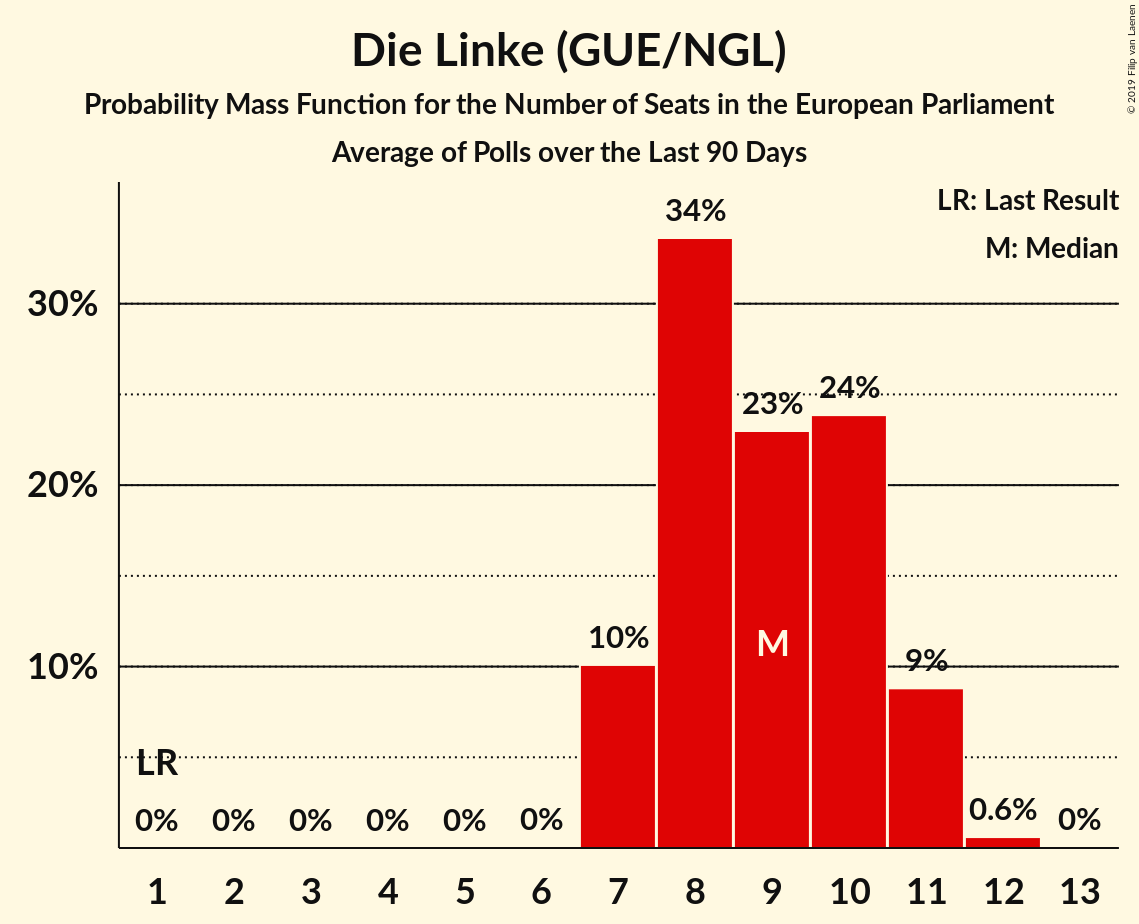 Die Linke (GUE/NGL)
Probability Mass Function for the Number of Seats in the European Parliament
Average of Polls over the Last 90 Days
© 2019 Filip van Laenen
LR: Last Result
M: Median
34%
30%
24%
23%
20%
10%
M
9%
10%
LR
0% 0% 0% 0% 0% 0% 0.6% 0%
1 2 3 4 5 6 7 8 9 10 11 12 13